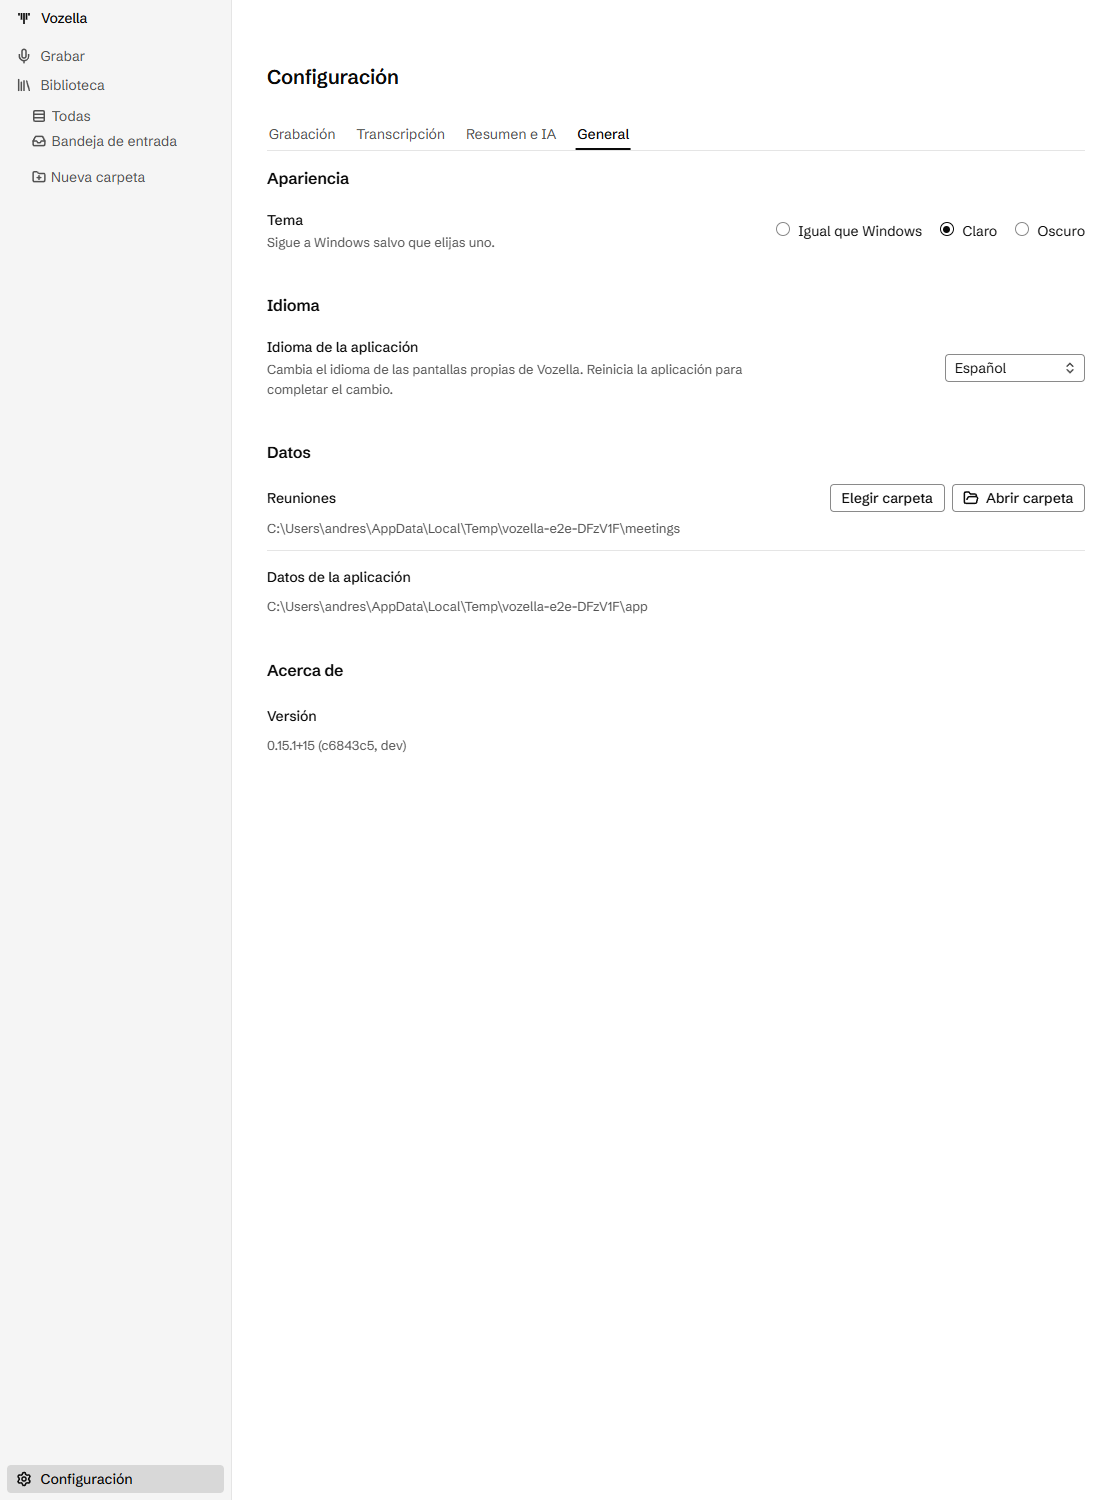 Vozella
Grabar
Biblioteca
Todas
Bandeja de entrada
Nueva carpeta
Configuración
Grabación Transcripción Resumen e IA General
Apariencia
Tema
Sigue a Windows salvo que elijas uno.
Igual que Windows Claro Oscuro
Idioma
Idioma de la aplicación
Cambia el idioma de las pantallas propias de Vozella. Reinicia la aplicación para
completar el cambio.
Español
Datos
Reuniones
Elegir carpeta Abrir carpeta
C:\Users\andres\AppData\Local\Temp\vozella-e2e-DFzV1F\meetings
Datos de la aplicación
C:\Users\andres\AppData\Local\Temp\vozella-e2e-DFzV1F\app
Acerca de
Versión
0.15.1+15 (c6843c5, dev)
Configuración